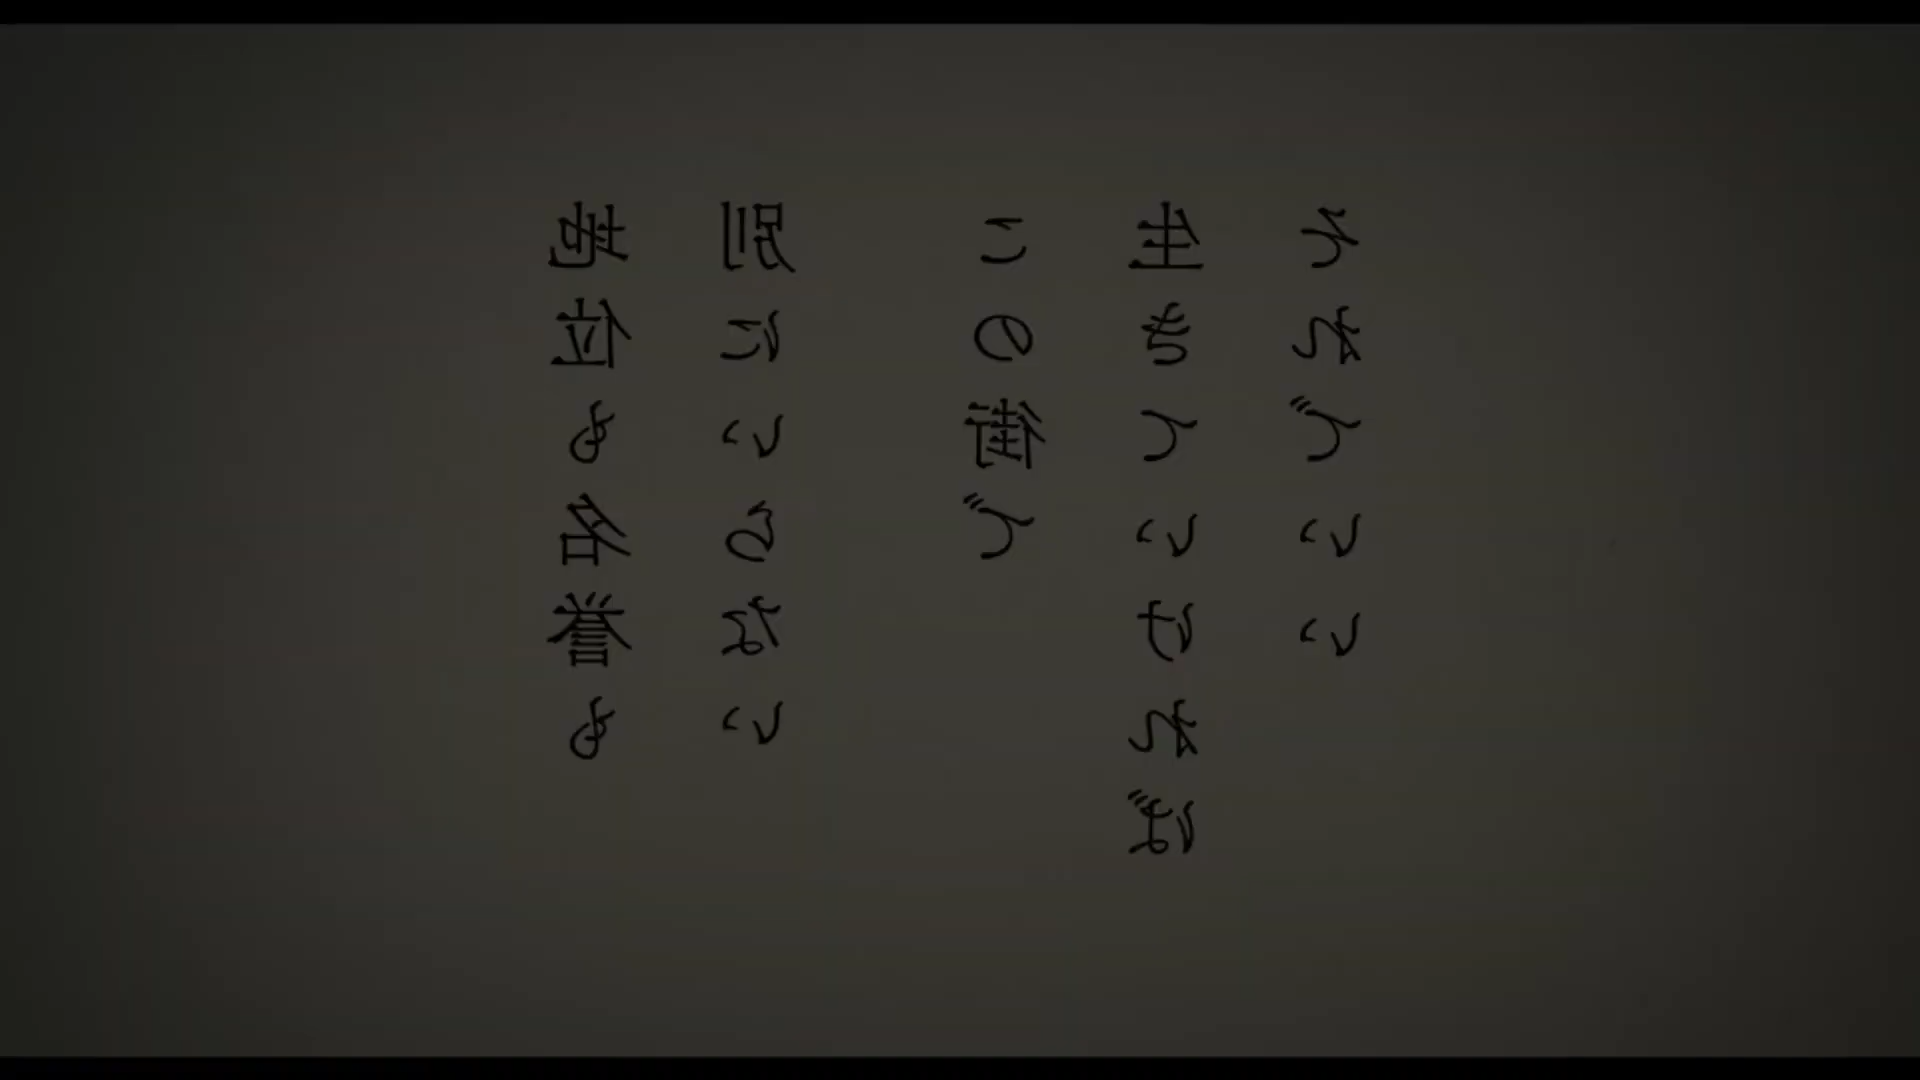 地位も名誉も
別にいらない
この街で
生きていければ
それでいい